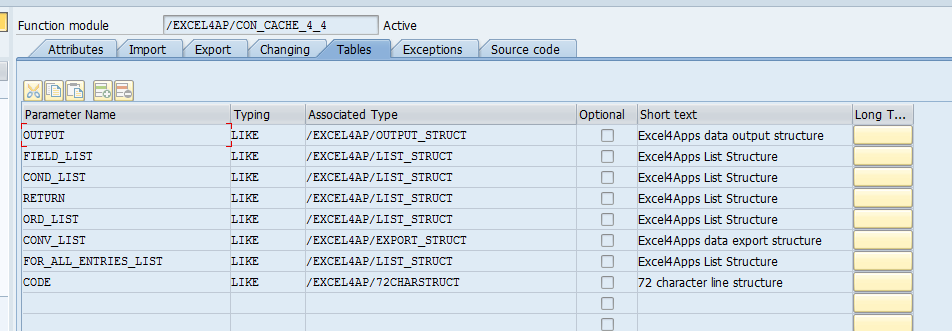 Function module /EXCEL4AP/CON_CACHE_4_4 Active
Attributes Import Export Changing Tables Exceptions Source code
Parameter Name Typing Associated Type Optional Short text Long T...
OUTPUT LIKE /EXCEL4AP/OUTPUT_STRUCT Excel4Apps data output structure
FIELD_LIST LIKE /EXCEL4AP/LIST_STRUCT Excel4Apps List Structure
COND_LIST LIKE /EXCEL4AP/LIST_STRUCT Excel4Apps List Structure
RETURN LIKE /EXCEL4AP/LIST_STRUCT Excel4Apps List Structure
ORD_LIST LIKE /EXCEL4AP/LIST_STRUCT Excel4Apps List Structure
CONV_LIST LIKE /EXCEL4AP/EXPORT_STRUCT Excel4Apps data export structure
FOR_ALL_ENTRIES_LIST LIKE /EXCEL4AP/LIST_STRUCT Excel4Apps List Structure
CODE LIKE /EXCEL4AP/72CHARSTRUCT 72 character line structure